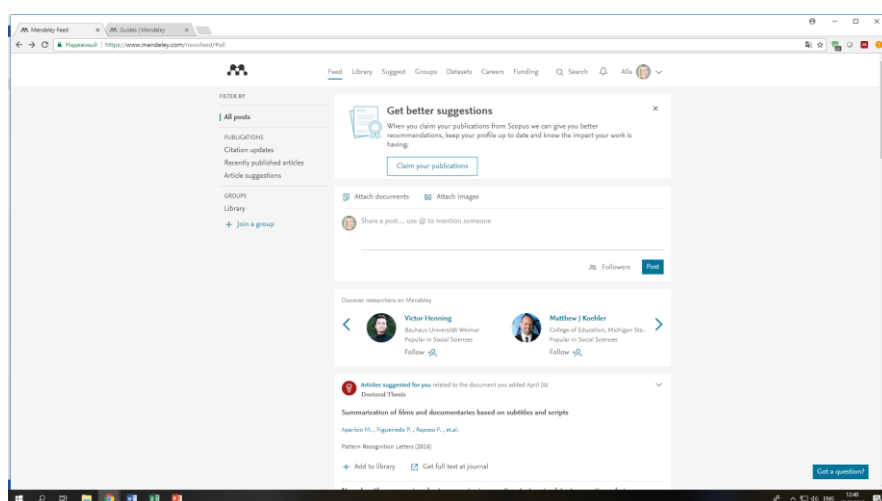 Mendeley Feed
Guides | Mendeley
Надежный https://www.mendeley.com/newsfeed/#all
Feed Library Suggest Groups Datasets Careers Funding Search Alla
FILTER BY
All posts
PUBLICATIONS
Citation updates
Recently published articles
Article suggestions
GROUPS
Library
+ Join a group
Get better suggestions
When you claim your publications from Scopus we can give you better
recommendations, keep your profile up to date and know the impact your work is
having.
Claim your publications
Attach documents Attach images
Share a post... use @ to mention someone
Followers Post
Discover researchers on Mendeley
Victor Henning
Bauhaus Universität Weimar
Popular in Social Sciences
Follow
Matthew J Koehler
College of Education, Michigan Sta...
Popular in Social Sciences
Follow
Articles suggested for you related to the document you added April 20:
Doctoral Thesis
Summarization of films and documentaries based on subtitles and scripts
Aparício M. , Figueiredo P. , Raposo F. , et.al.
Pattern Recognition Letters (2016)
+ Add to library Get full text at journal
Got a question?
ENG 12:40